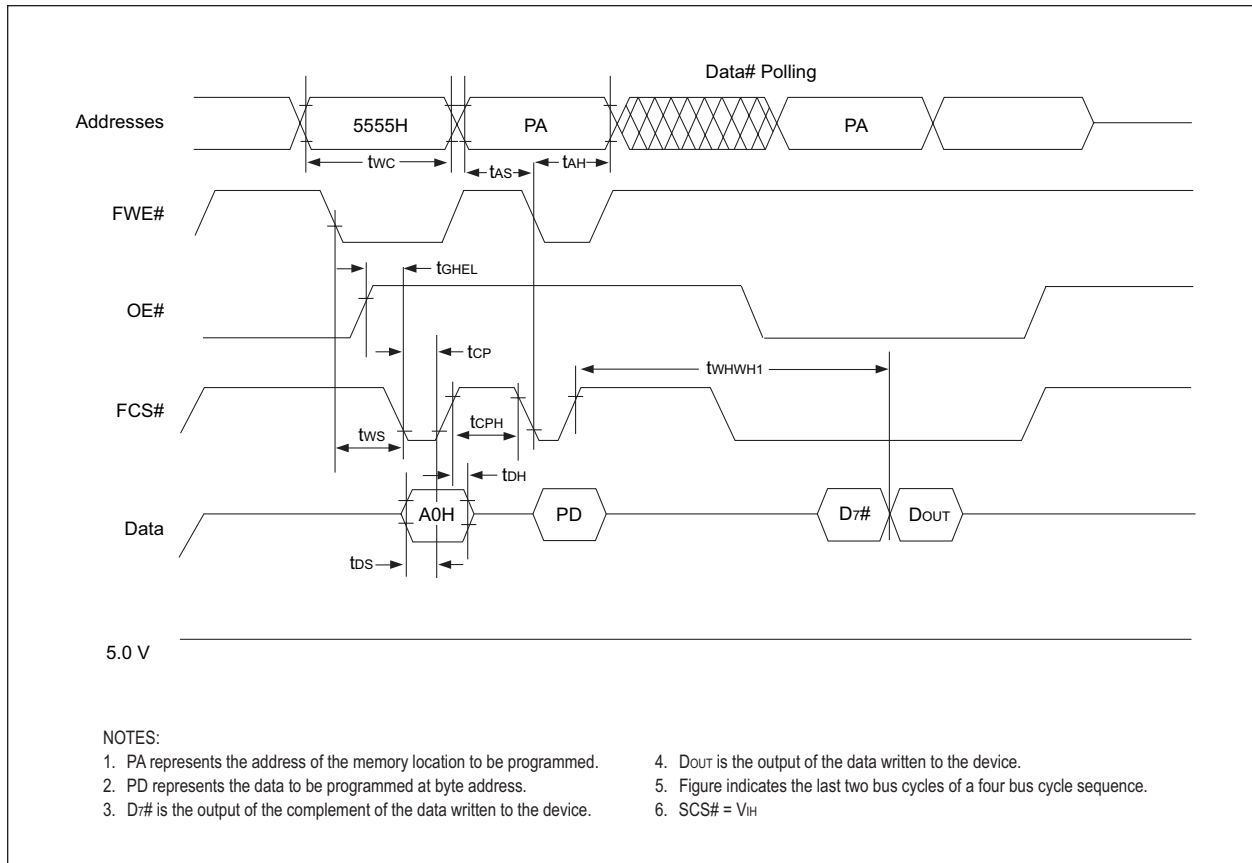 Data# Polling
Addresses
5555H
PA
PA
tWC
tAS
tAH
FWE#
tGHEL
OE#
tCP
tWHWH1
FCS#
tWS
tCPH
tDH
Data
A0H
PD
D7#
DOUT
tDS
5.0 V
NOTES:
1. PA represents the address of the memory location to be programmed.
2. PD represents the data to be programmed at byte address.
3. D7# is the output of the complement of the data written to the device.
4. DOUT is the output of the data written to the device.
5. Figure indicates the last two bus cycles of a four bus cycle sequence.
6. SCS# = VIH